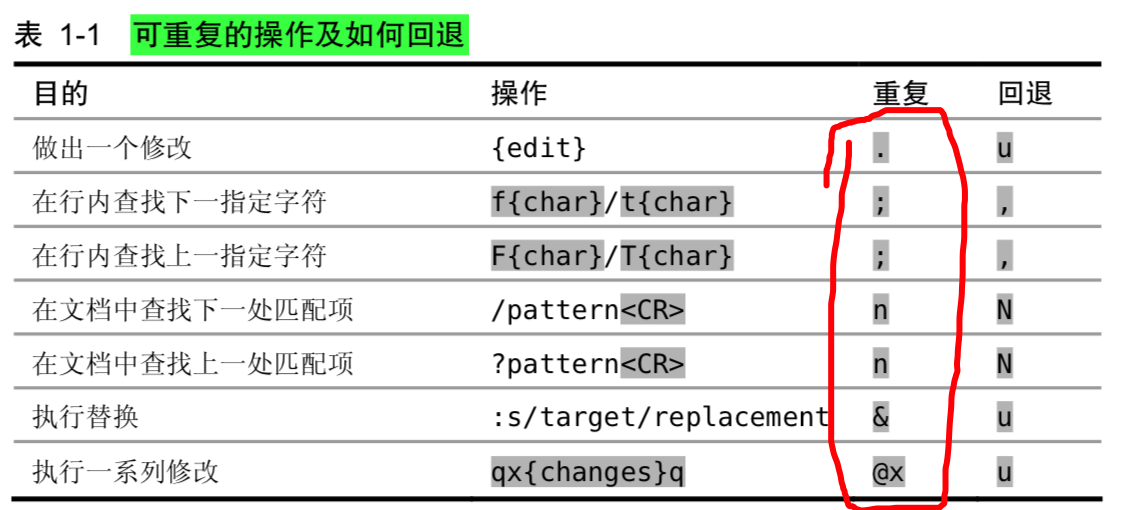 表 1-1 可重复的操作及如何回退
目的 操作 重复 回退
做出一个修改 {edit} . u
在行内查找下一指定字符 f{char}/t{char} ; ,
在行内查找上一指定字符 F{char}/T{char} ; ,
在文档中查找下一处匹配项 /pattern<CR> n N
在文档中查找上一处匹配项 ?pattern<CR> n N
执行替换 :s/target/replacement & u
执行一系列修改 qx{changes}q @x u